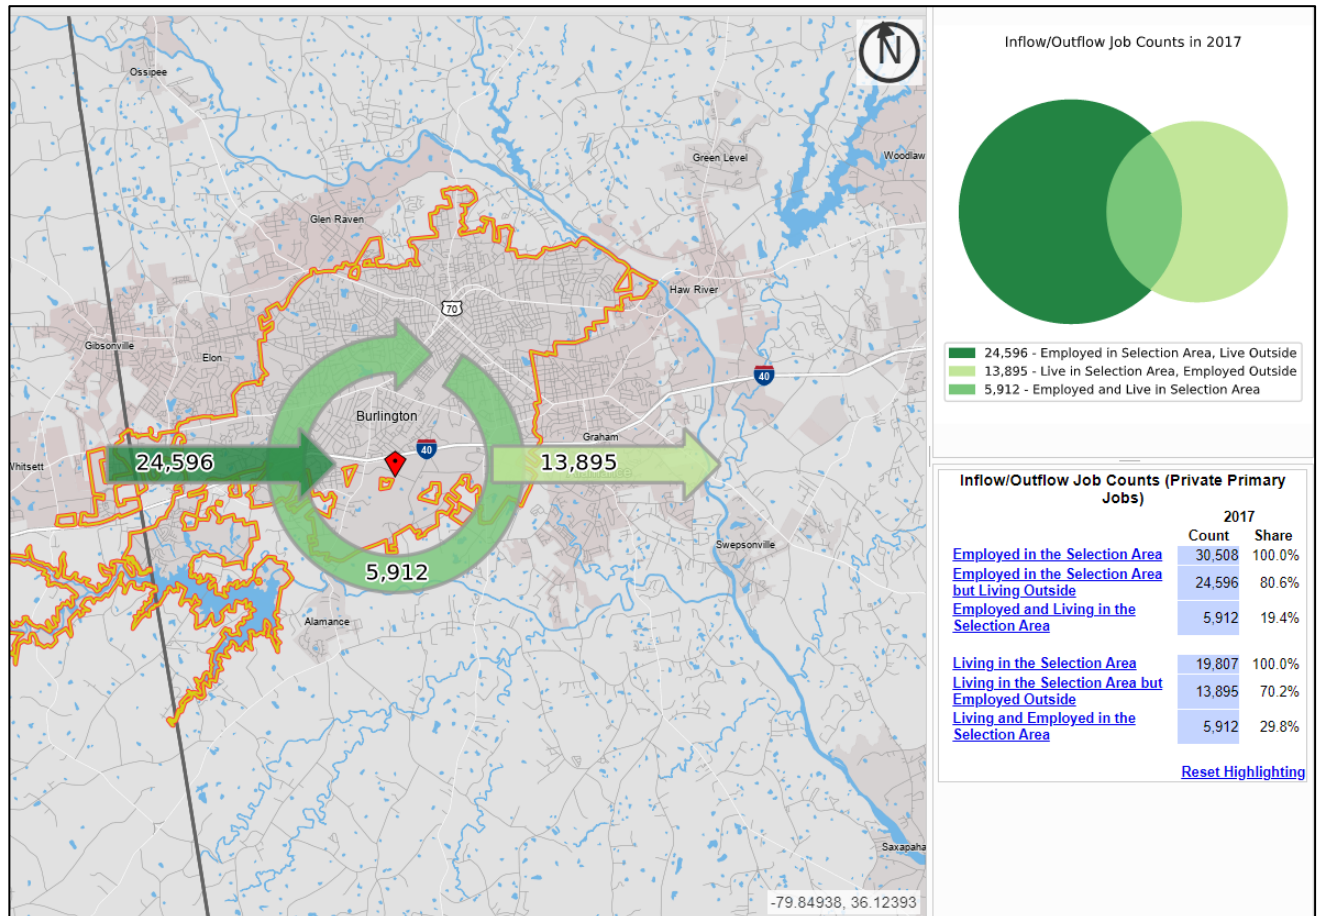 Ossipee
N
Green Level
Woodlaw
Glen Raven
Haw River
70
Gibsonville
Elon
40
Burlington
Graham
Whitsett
24,596
40
13,895
Swepsonville
5,912
Alamance
Saxapaha
-79.84938, 36.12393
Inflow/Outflow Job Counts in 2017
24,596 - Employed in Selection Area, Live Outside
13,895 - Live in Selection Area, Employed Outside
5,912 - Employed and Live in Selection Area
Inflow/Outflow Job Counts (Private Primary
Jobs)
2017
Count Share
Employed in the Selection Area 30,508 100.0%
Employed in the Selection Area
but Living Outside 24,596 80.6%
Employed and Living in the
Selection Area 5,912 19.4%
Living in the Selection Area 19,807 100.0%
Living in the Selection Area but
Employed Outside 13,895 70.2%
Living and Employed in the
Selection Area 5,912 29.8%
Reset Highlighting